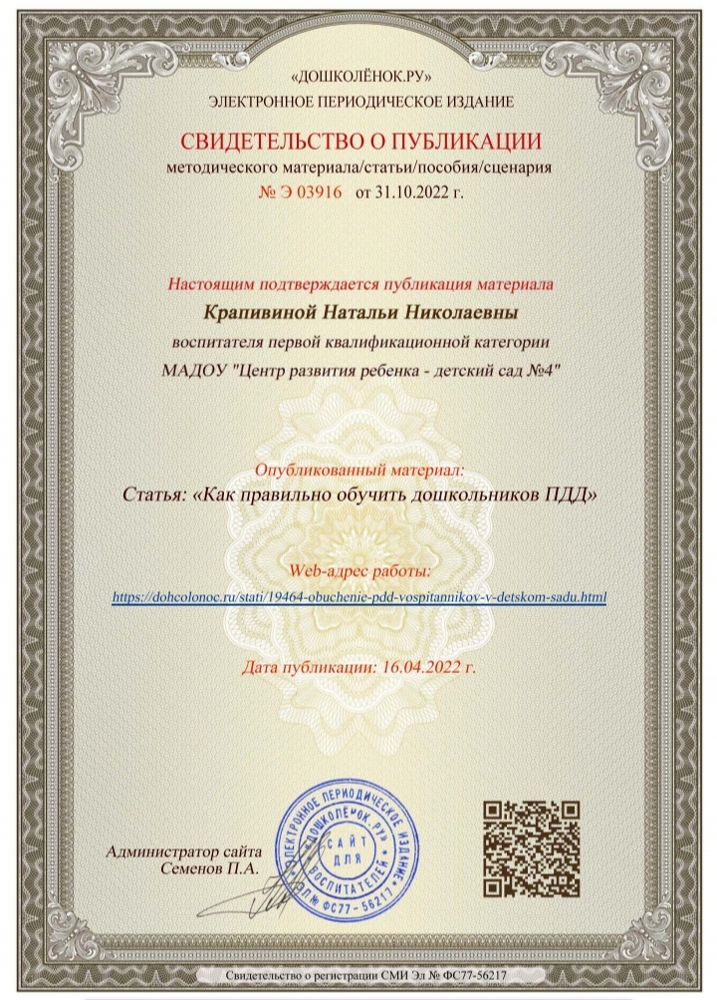 «ДОШКОЛЁНОК.РУ»
ЭЛЕКТРОННОЕ ПЕРИОДИЧЕСКОЕ ИЗДАНИЕ
СВИДЕТЕЛЬСТВО О ПУБЛИКАЦИИ
методического материала/статьи/пособия/сценария
№ Э 03916 от 31.10.2022 г.
Настоящим подтверждается публикация материала
Крапивиной Натальи Николаевны
воспитателя первой квалификационной категории
МАДОУ "Центр развития ребенка - детский сад №4"
Опубликованный материал:
Статья: «Как правильно обучить дошкольников ПДД»
Web-адрес работы:
https://dohcolonoc.ru/stati/19464-obuchenie-pdd-vospitannikov-v-detskom-sadu.html
Дата публикации: 16.04.2022 г.
ЭЛЕКТРОННОЕ ПЕРИОДИЧЕСКОЕ ИЗДАНИЕ
«ДОШКОЛЁНОК.РУ»
САЙТ
ДЛЯ
ВОСПИТАТЕЛЕЙ
ЭЛ № ФС77-56217
Администратор сайта
Семенов П.А.
Свидетельство о регистрации СМИ Эл № ФС77-56217